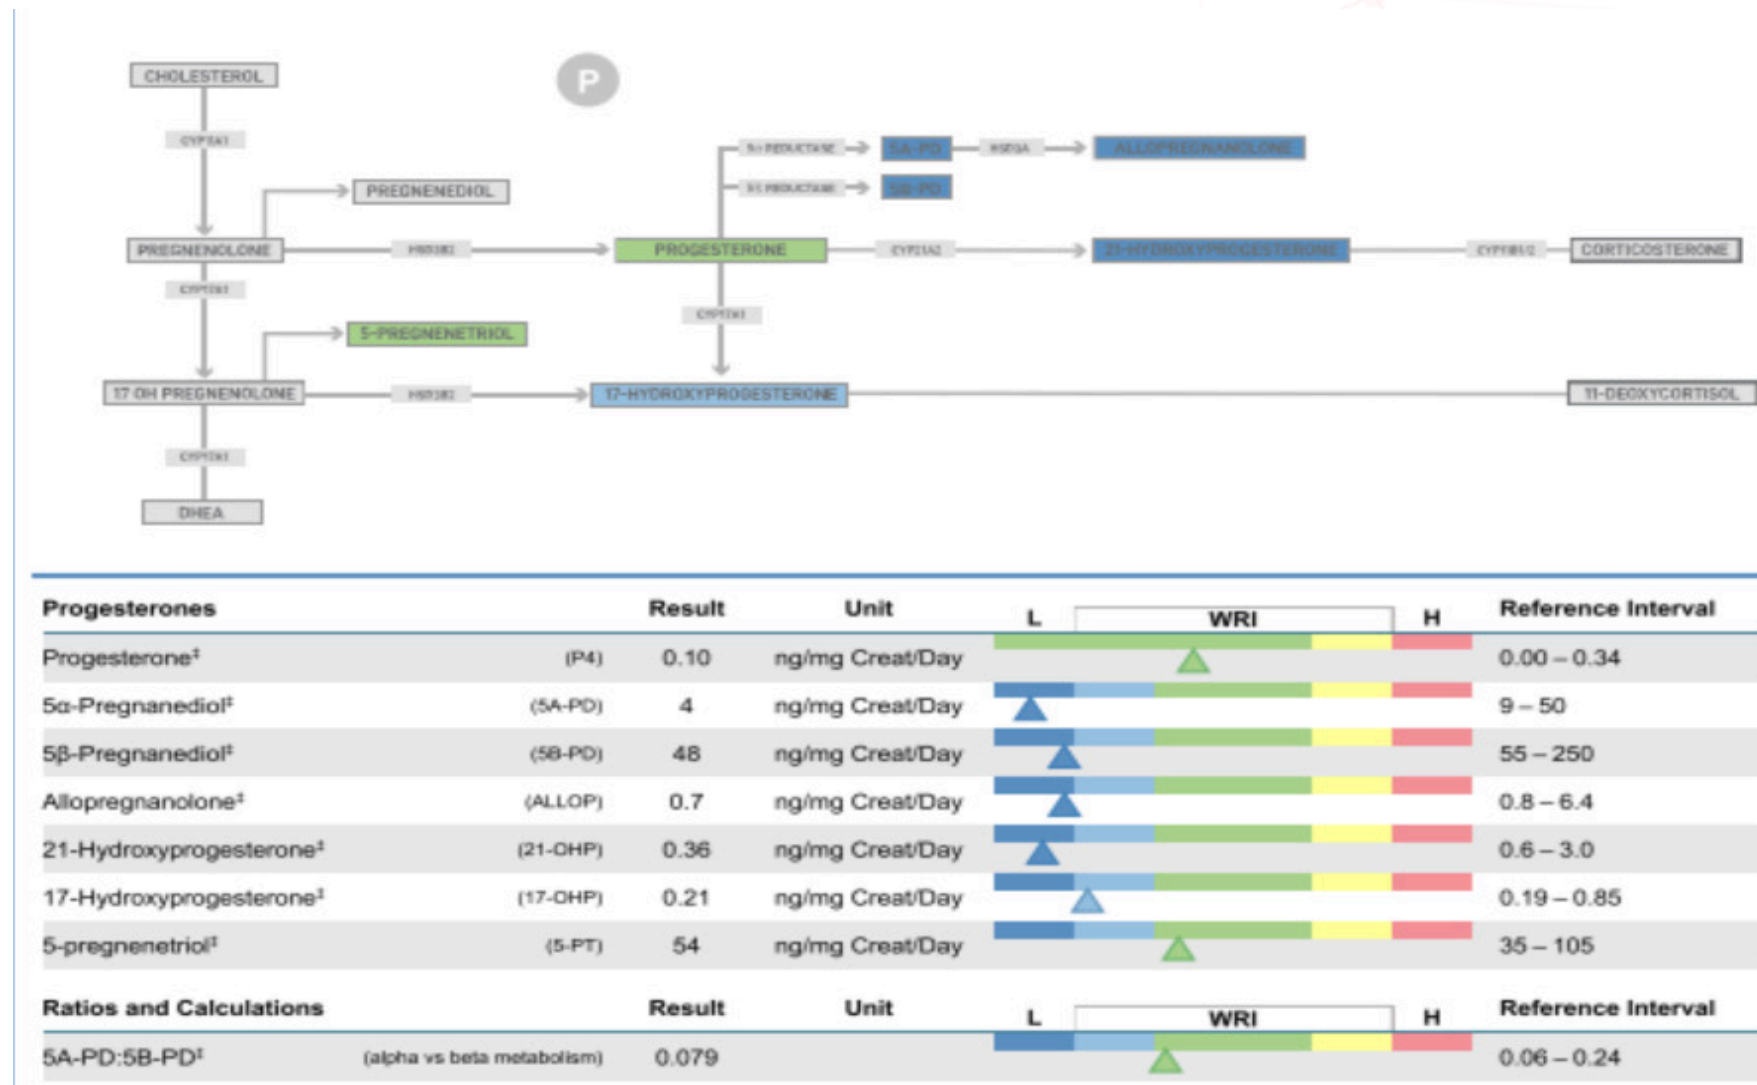 CHOLESTEROL
P
5A-PD
ALLOPREGNANOLONE
5α REDUCTASE
5B-PD
PREGNENEDIOL
PREGNENOLONE
PROGESTERONE
CYP21A2
21-HYDROXYPROGESTERONE
CORTICOSTERONE
5-PREGNENETRIOL
17 OH PREGNENOLONE
17-HYDROXYPROGESTERONE
11-DEOXYCORTISOL
DHEA
Progesterones Result Unit L WRI H Reference Interval
Progesterone‡ (P4) 0.10 ng/mg Creat/Day 0.00 – 0.34
5α-Pregnanediol‡ (5A-PD) 4 ng/mg Creat/Day 9 – 50
5β-Pregnanediol‡ (5B-PD) 48 ng/mg Creat/Day 55 – 250
Allopregnanolone‡ (ALLOP) 0.7 ng/mg Creat/Day 0.8 – 6.4
21-Hydroxyprogesterone‡ (21-OHP) 0.36 ng/mg Creat/Day 0.6 – 3.0
17-Hydroxyprogesterone‡ (17-OHP) 0.21 ng/mg Creat/Day 0.19 – 0.85
5-pregnenetriol‡ (5-PT) 54 ng/mg Creat/Day 35 – 105
Ratios and Calculations Result Unit L WRI H Reference Interval
5A-PD:5B-PD‡ (alpha vs beta metabolism) 0.079 0.06 – 0.24